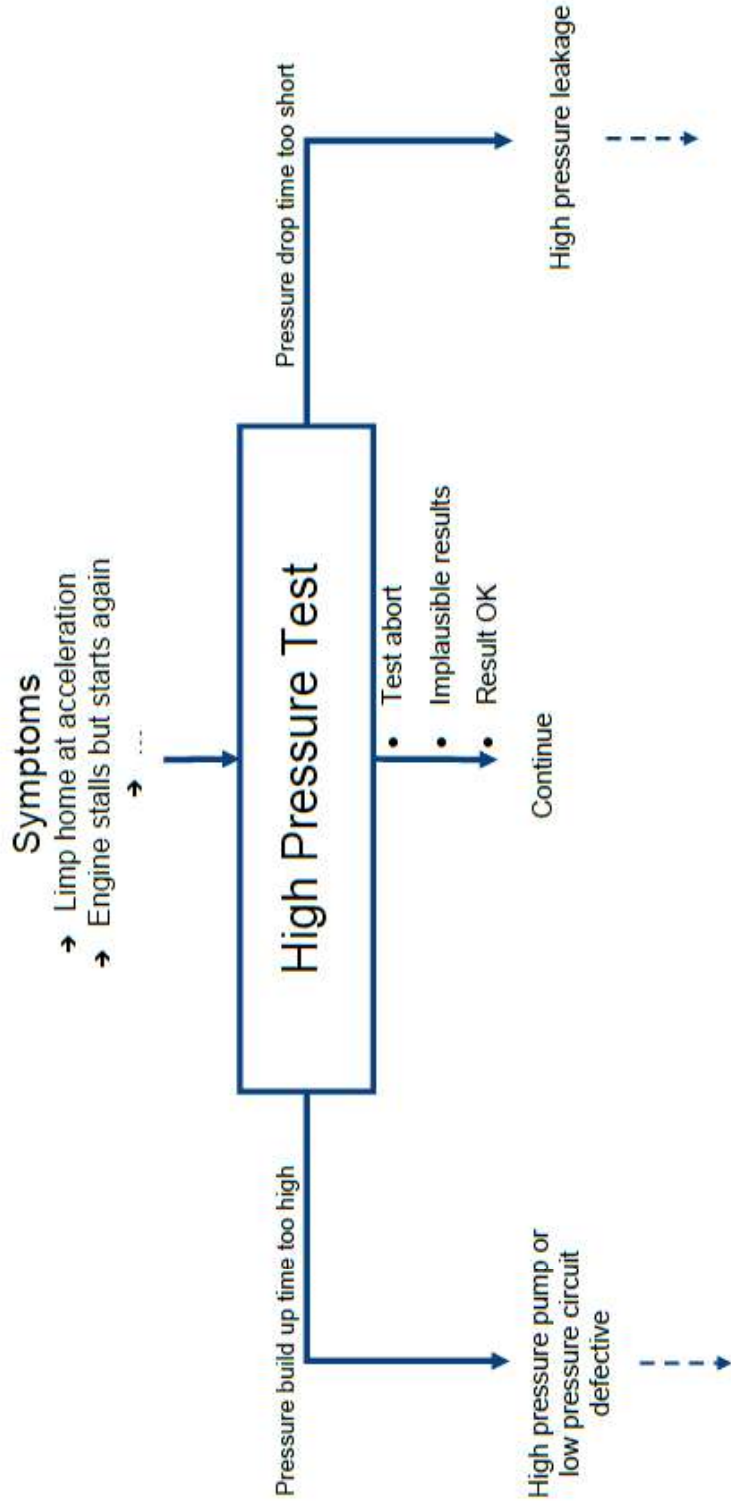 Symptoms
➔ Limp home at acceleration
➔ Engine stalls but starts again
➔ ...
High Pressure Test
Pressure build up time too high
Pressure drop time too short
• Test abort
• Implausible results
• Result OK
High pressure pump or
low pressure circuit
defective
Continue
High pressure leakage